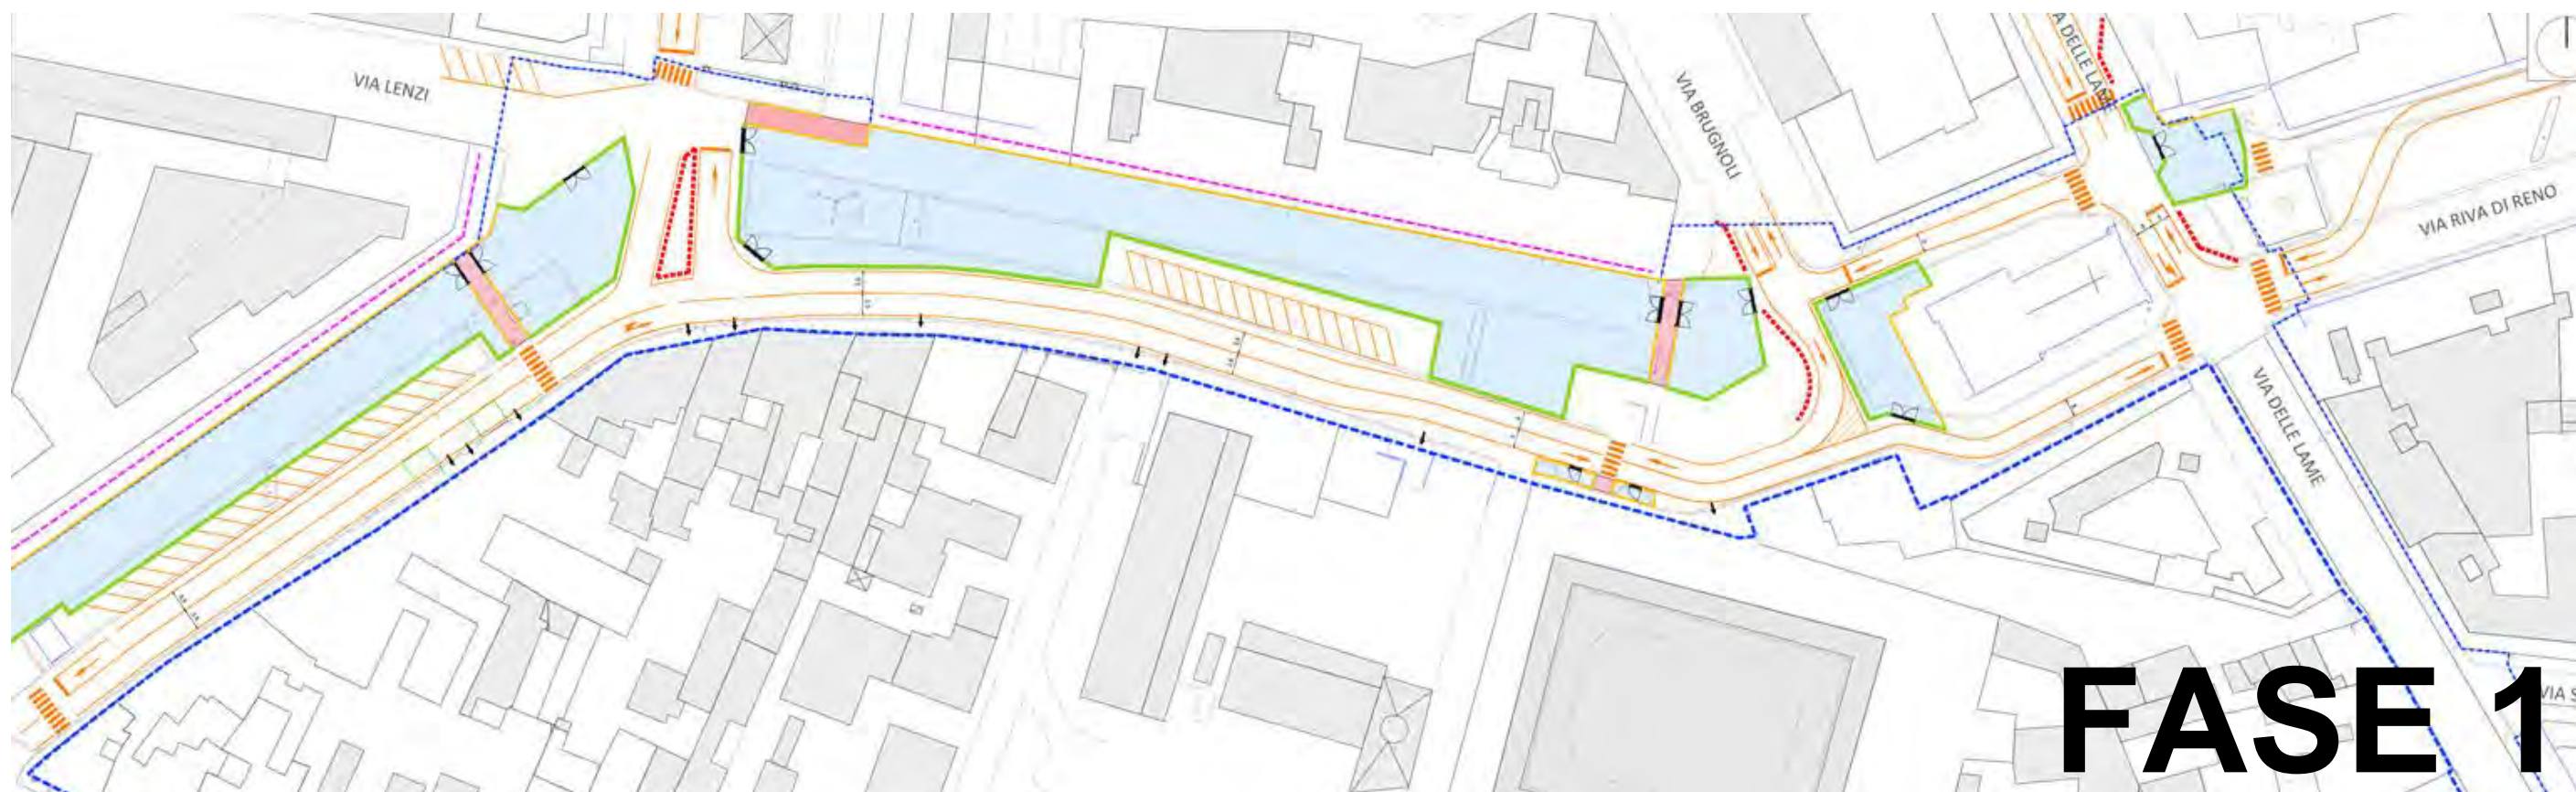 VIA LENZI
VIA BRUGNOLI
A DELLE LAME
VIA RIVA DI RENO
VIA DELLE LAME
VIA S
FASE 1